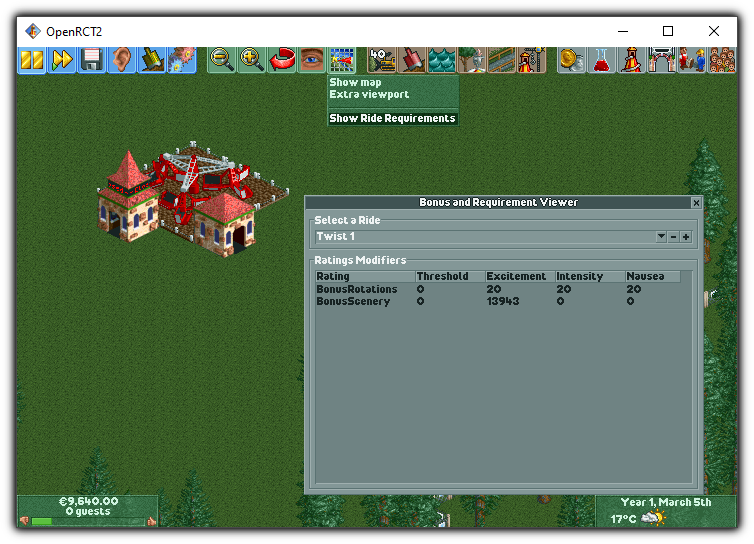 OpenRCT2
40
Show map
Extra viewport
Show Ride Requirements
Bonus and Requirement Viewer
Select a Ride
Twist 1
Ratings Modifiers
Rating Threshold Excitement Intensity Nausea
BonusRotations 0 20 20 20
BonusScenery 0 13943 0 0
€9,640.00
0 guests
Year 1, March 5th
17°C